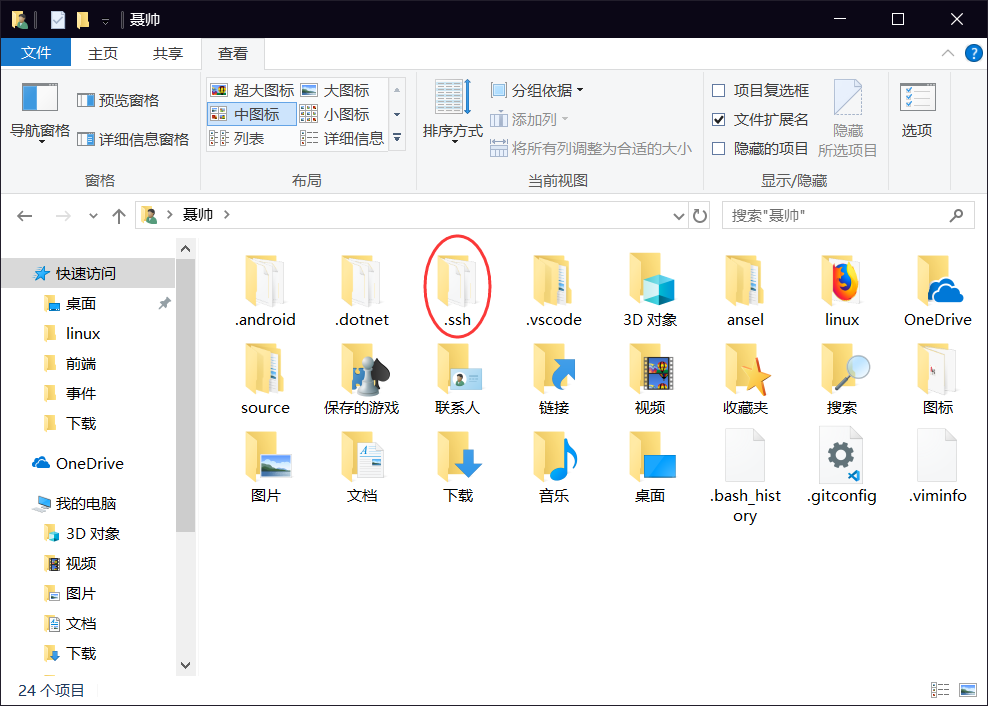 聂帅
文件 主页 共享 查看
导航窗格
预览窗格
详细信息窗格
窗格
超大图标 大图标
中图标 小图标
列表 详细信息
布局
排序方式
分组依据
添加列
将所有列调整为合适的大小
当前视图
项目复选框
文件扩展名
隐藏的项目
隐藏
所选项目
显示/隐藏
选项
聂帅
搜索"聂帅"
快速访问
桌面
linux
前端
事件
下载
OneDrive
我的电脑
3D 对象
视频
图片
文档
下载
.android .dotnet .ssh .vscode 3D 对象 ansel linux OneDrive
source 保存的游戏 联系人 链接 视频 收藏夹 搜索 图标
图片 文档 下载 音乐 桌面 .bash_hist .gitconfig .viminfo
ory
24 个项目